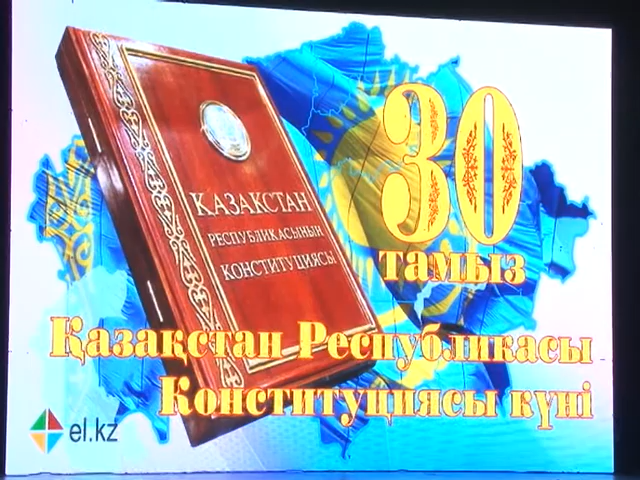 ҚАЗАҚСТАН
РЕСПУБЛИКАСЫНЫҢ
КОНСТИТУЦИЯСЫ
30
тамыз
Қазақстан Республикасы
Конституциясы күні
el.kz